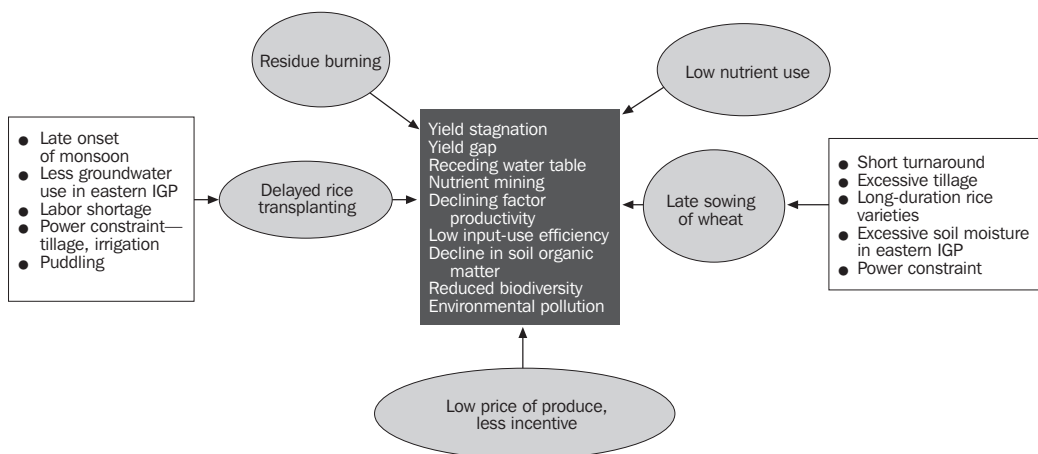 Residue burning
Low nutrient use
● Late onset
of monsoon
● Less groundwater
use in eastern IGP
● Labor shortage
● Power constraint—
tillage, irrigation
● Puddling
Delayed rice
transplanting
Yield stagnation
Yield gap
Receding water table
Nutrient mining
Declining factor
productivity
Low input-use efficiency
Decline in soil organic
matter
Reduced biodiversity
Environmental pollution
Late sowing
of wheat
● Short turnaround
● Excessive tillage
● Long-duration rice
varieties
● Excessive soil moisture
in eastern IGP
● Power constraint
Low price of produce,
less incentive